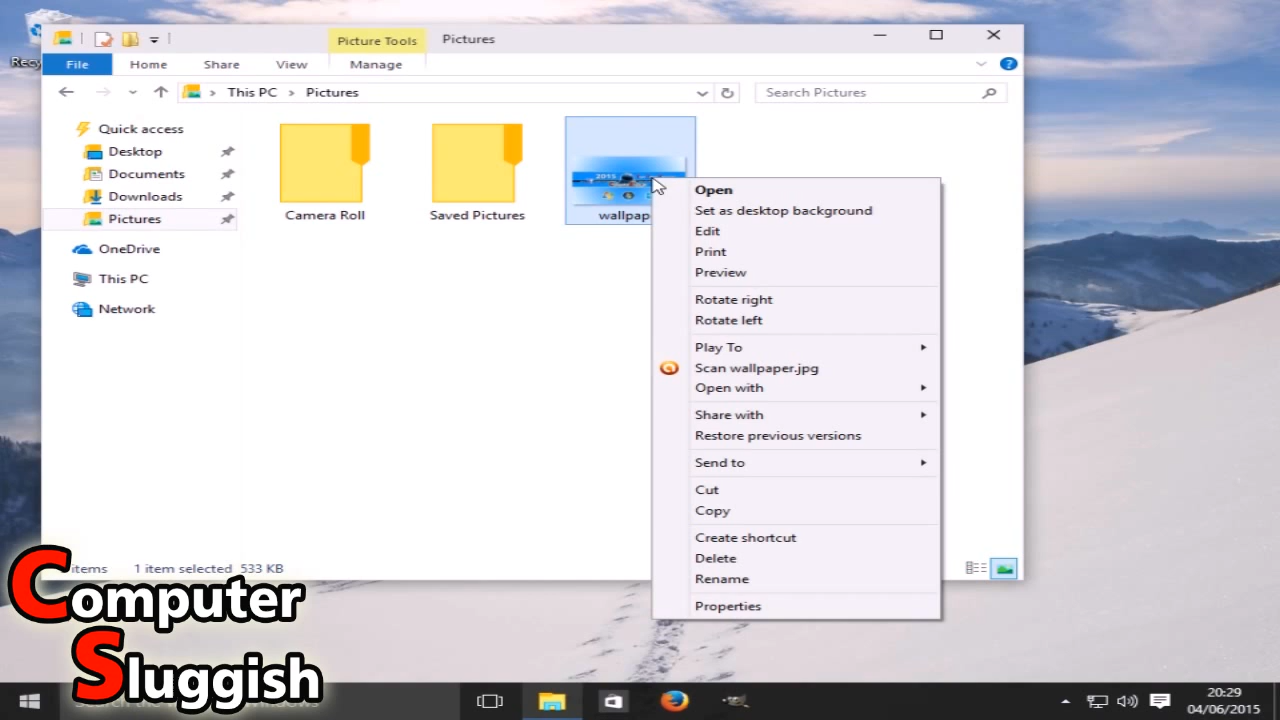 Recy
Picture Tools
Pictures
File
Home
Share
View
Manage
?
This PC
Pictures
Search Pictures
Quick access
Desktop
Documents
Downloads
Pictures
OneDrive
This PC
Network
Camera Roll
Saved Pictures
2015
wallpap
Open
Set as desktop background
Edit
Print
Preview
Rotate right
Rotate left
Play To
Scan wallpaper.jpg
Open with
Share with
Restore previous versions
Send to
Cut
Copy
Create shortcut
Delete
Rename
Properties
items 1 item selected 533 KB
Computer
Sluggish
20:29
04/06/2015